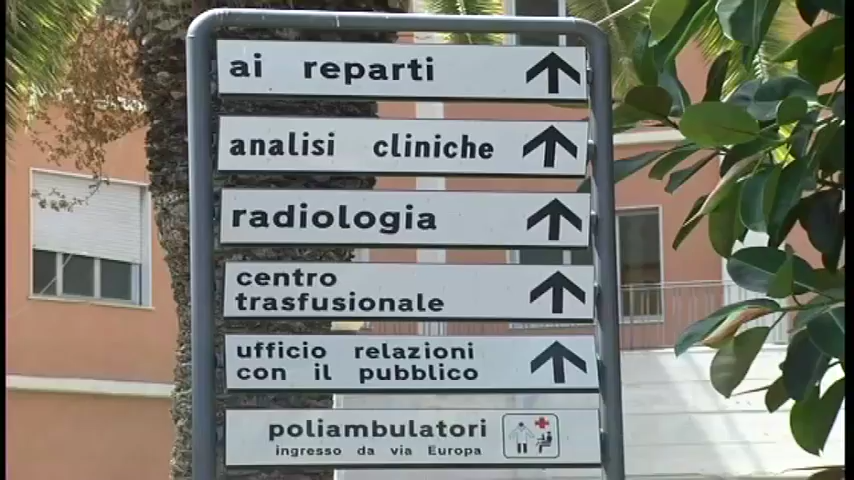 ai reparti
analisi cliniche
radiologia
centro
trasfusionale
ufficio relazioni
con il pubblico
poliambulatori
ingresso da via Europa